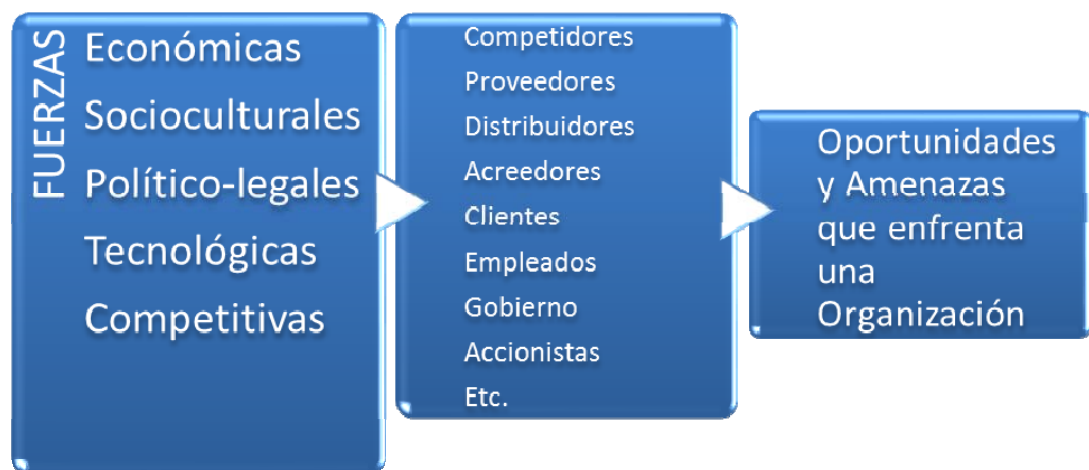 FUERZAS
Económicas
Socioculturales
Político-legales
Tecnológicas
Competitivas
Competidores
Proveedores
Distribuidores
Acreedores
Clientes
Empleados
Gobierno
Accionistas
Etc.
Oportunidades
y Amenazas
que enfrenta
una
Organización